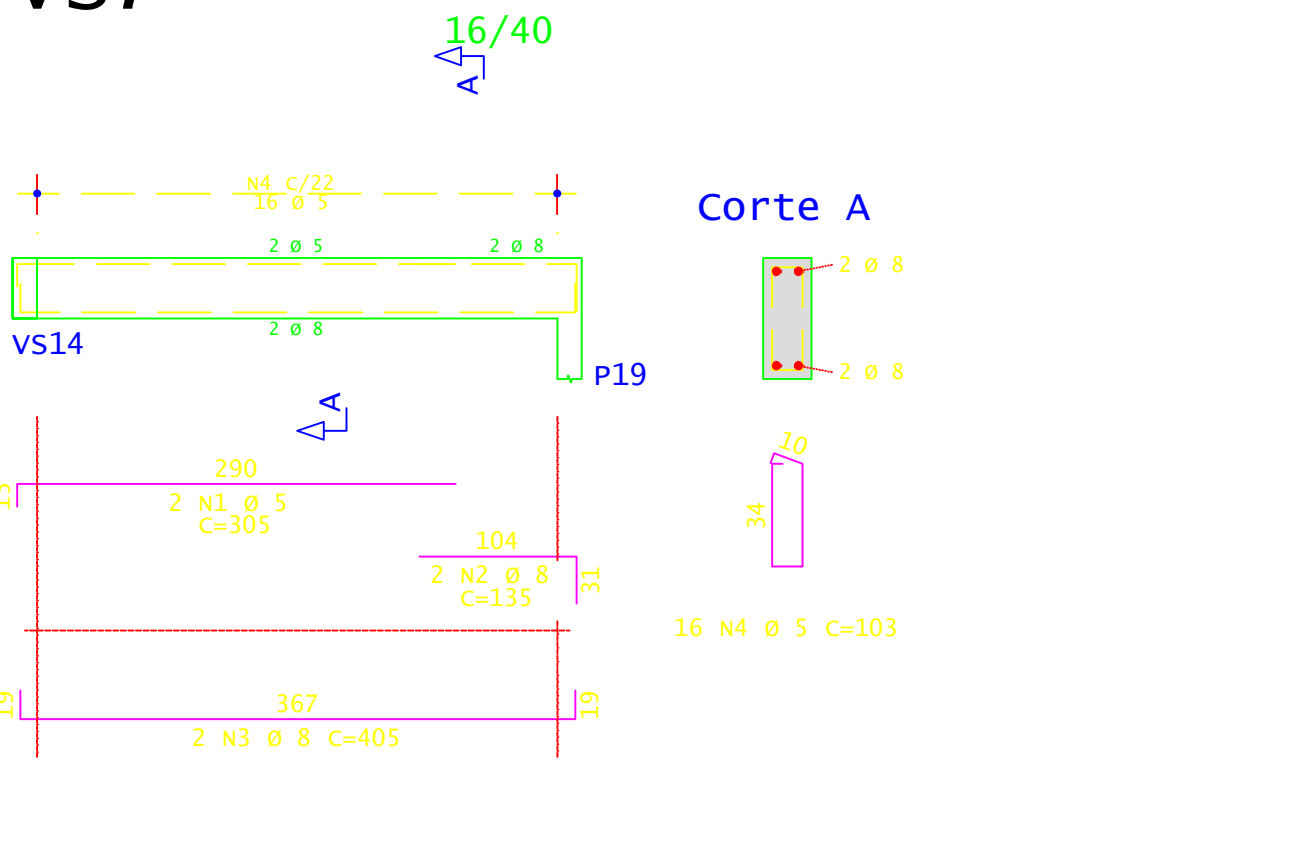 VS7
16/40
A
N4 C/22
16 Ø 5
Corte A
2 Ø 5
2 Ø 8
2 Ø 8
2 Ø 8
VS14
P19
2 Ø 8
A
290
15
2 N1 Ø 5
C=305
104
2 N2 Ø 8
C=135
31
10
34
16 N4 Ø 5 C=103
367
19
19
2 N3 Ø 8 C=405